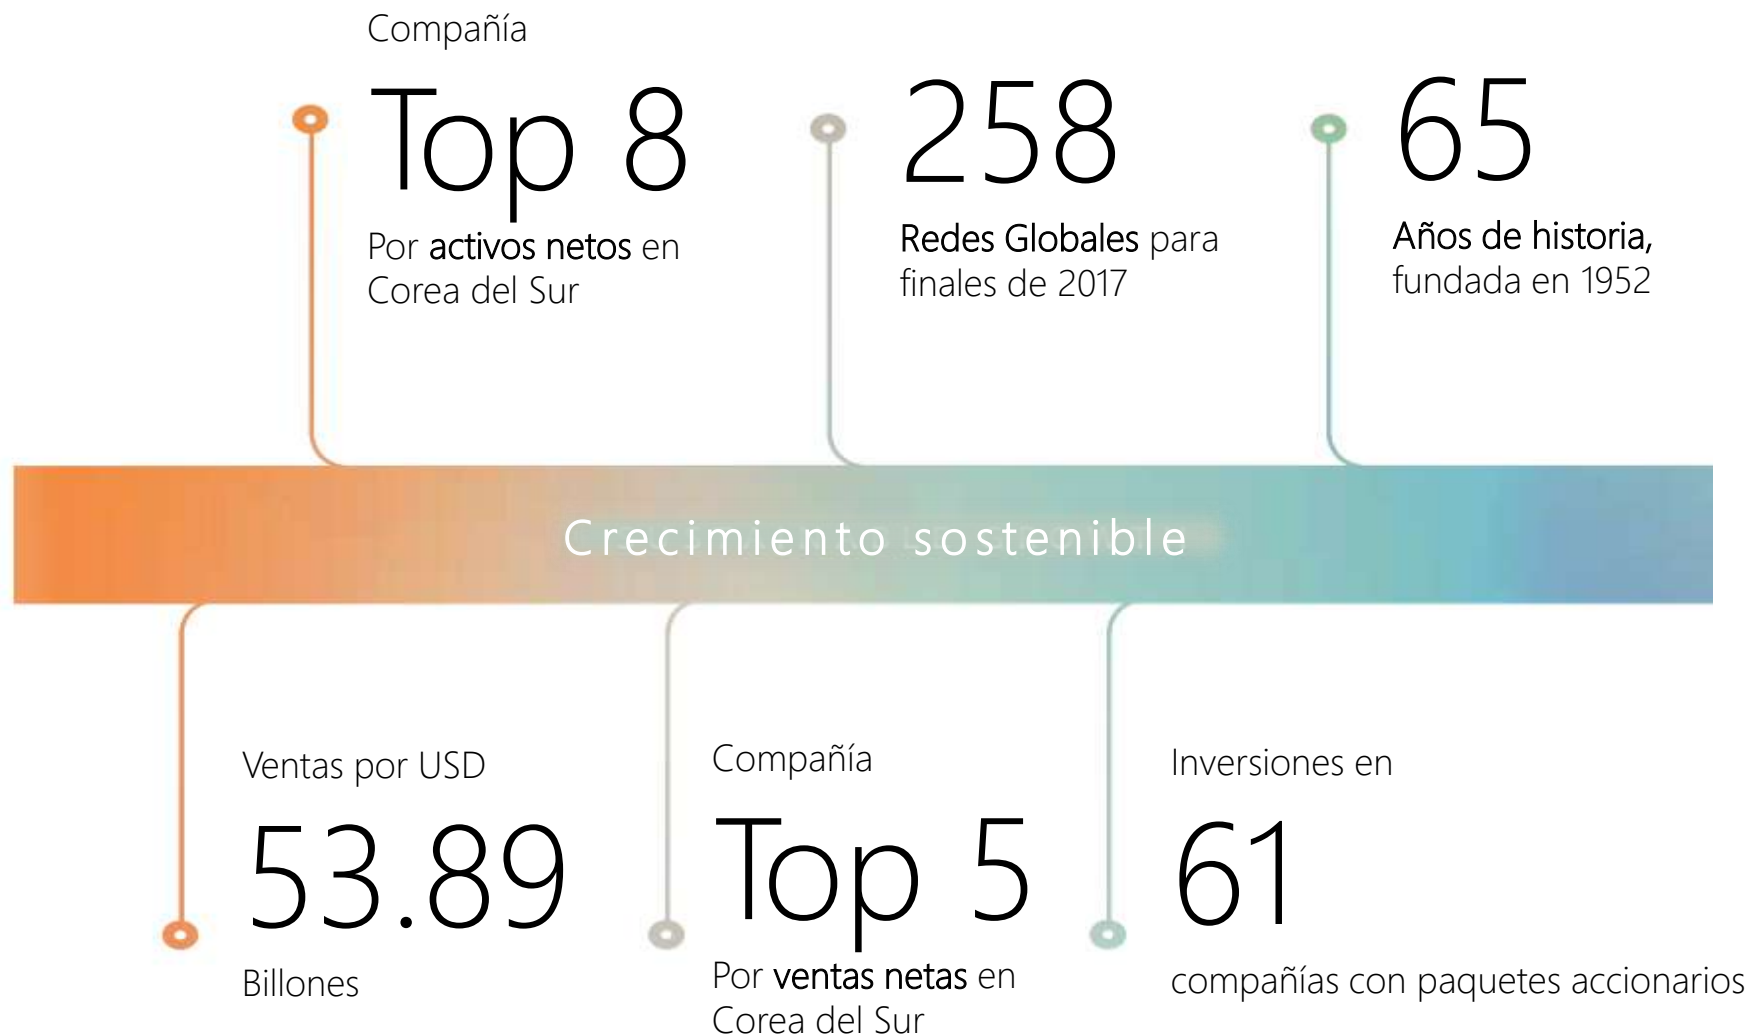 Compañía
Top 8
Por activos netos en
Corea del Sur
258
Redes Globales para
finales de 2017
65
Años de historia,
fundada en 1952
Crecimiento sostenible
Ventas por USD
53.89
Billones
Compañía
Top 5
Por ventas netas en
Corea del Sur
Inversiones en
61
compañías con paquetes accionarios